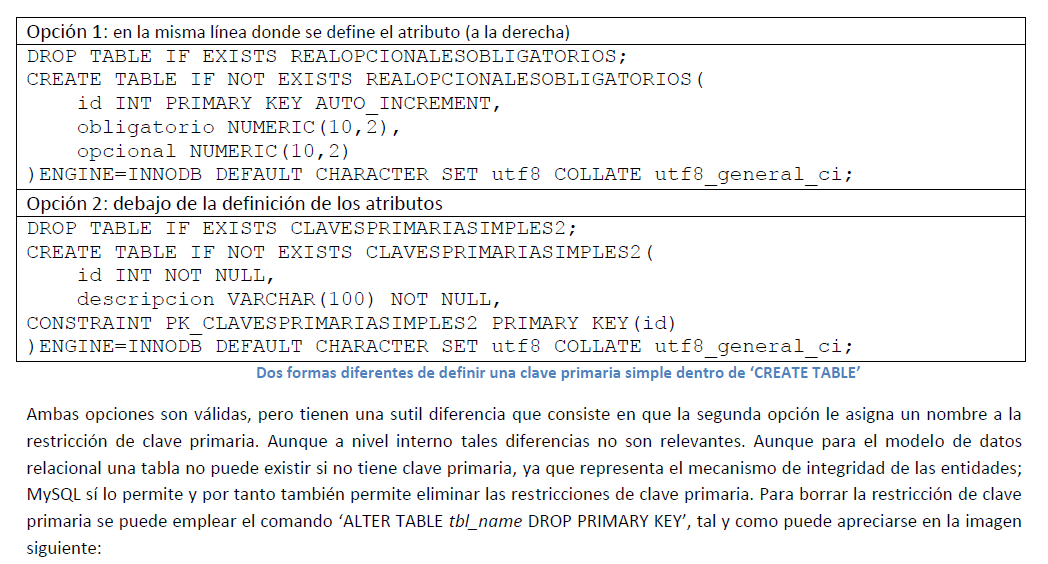 Opción 1: en la misma línea donde se define el atributo (a la derecha)
DROP TABLE IF EXISTS REALOPCIONALESOBLIGATORIOS;
CREATE TABLE IF NOT EXISTS REALOPCIONALESOBLIGATORIOS(
    id INT PRIMARY KEY AUTO_INCREMENT,
    obligatorio NUMERIC(10,2),
    opcional NUMERIC(10,2)
)ENGINE=INNODB DEFAULT CHARACTER SET utf8 COLLATE utf8_general_ci;
Opción 2: debajo de la definición de los atributos
DROP TABLE IF EXISTS CLAVESPRIMARIASIMPLES2;
CREATE TABLE IF NOT EXISTS CLAVESPRIMARIASIMPLES2(
    id INT NOT NULL,
    descripcion VARCHAR(100) NOT NULL,
CONSTRAINT PK_CLAVESPRIMARIASIMPLES2 PRIMARY KEY(id)
)ENGINE=INNODB DEFAULT CHARACTER SET utf8 COLLATE utf8_general_ci;
Dos formas diferentes de definir una clave primaria simple dentro de ‘CREATE TABLE’
Ambas opciones son válidas, pero tienen una sutil diferencia que consiste en que la segunda opción le asigna un nombre a la
restricción de clave primaria. Aunque a nivel interno tales diferencias no son relevantes. Aunque para el modelo de datos
relacional una tabla no puede existir si no tiene clave primaria, ya que representa el mecanismo de integridad de las entidades;
MySQL sí lo permite y por tanto también permite eliminar las restricciones de clave primaria. Para borrar la restricción de clave
primaria se puede emplear el comando ‘ALTER TABLE tbl_name DROP PRIMARY KEY’, tal y como puede apreciarse en la imagen
siguiente: